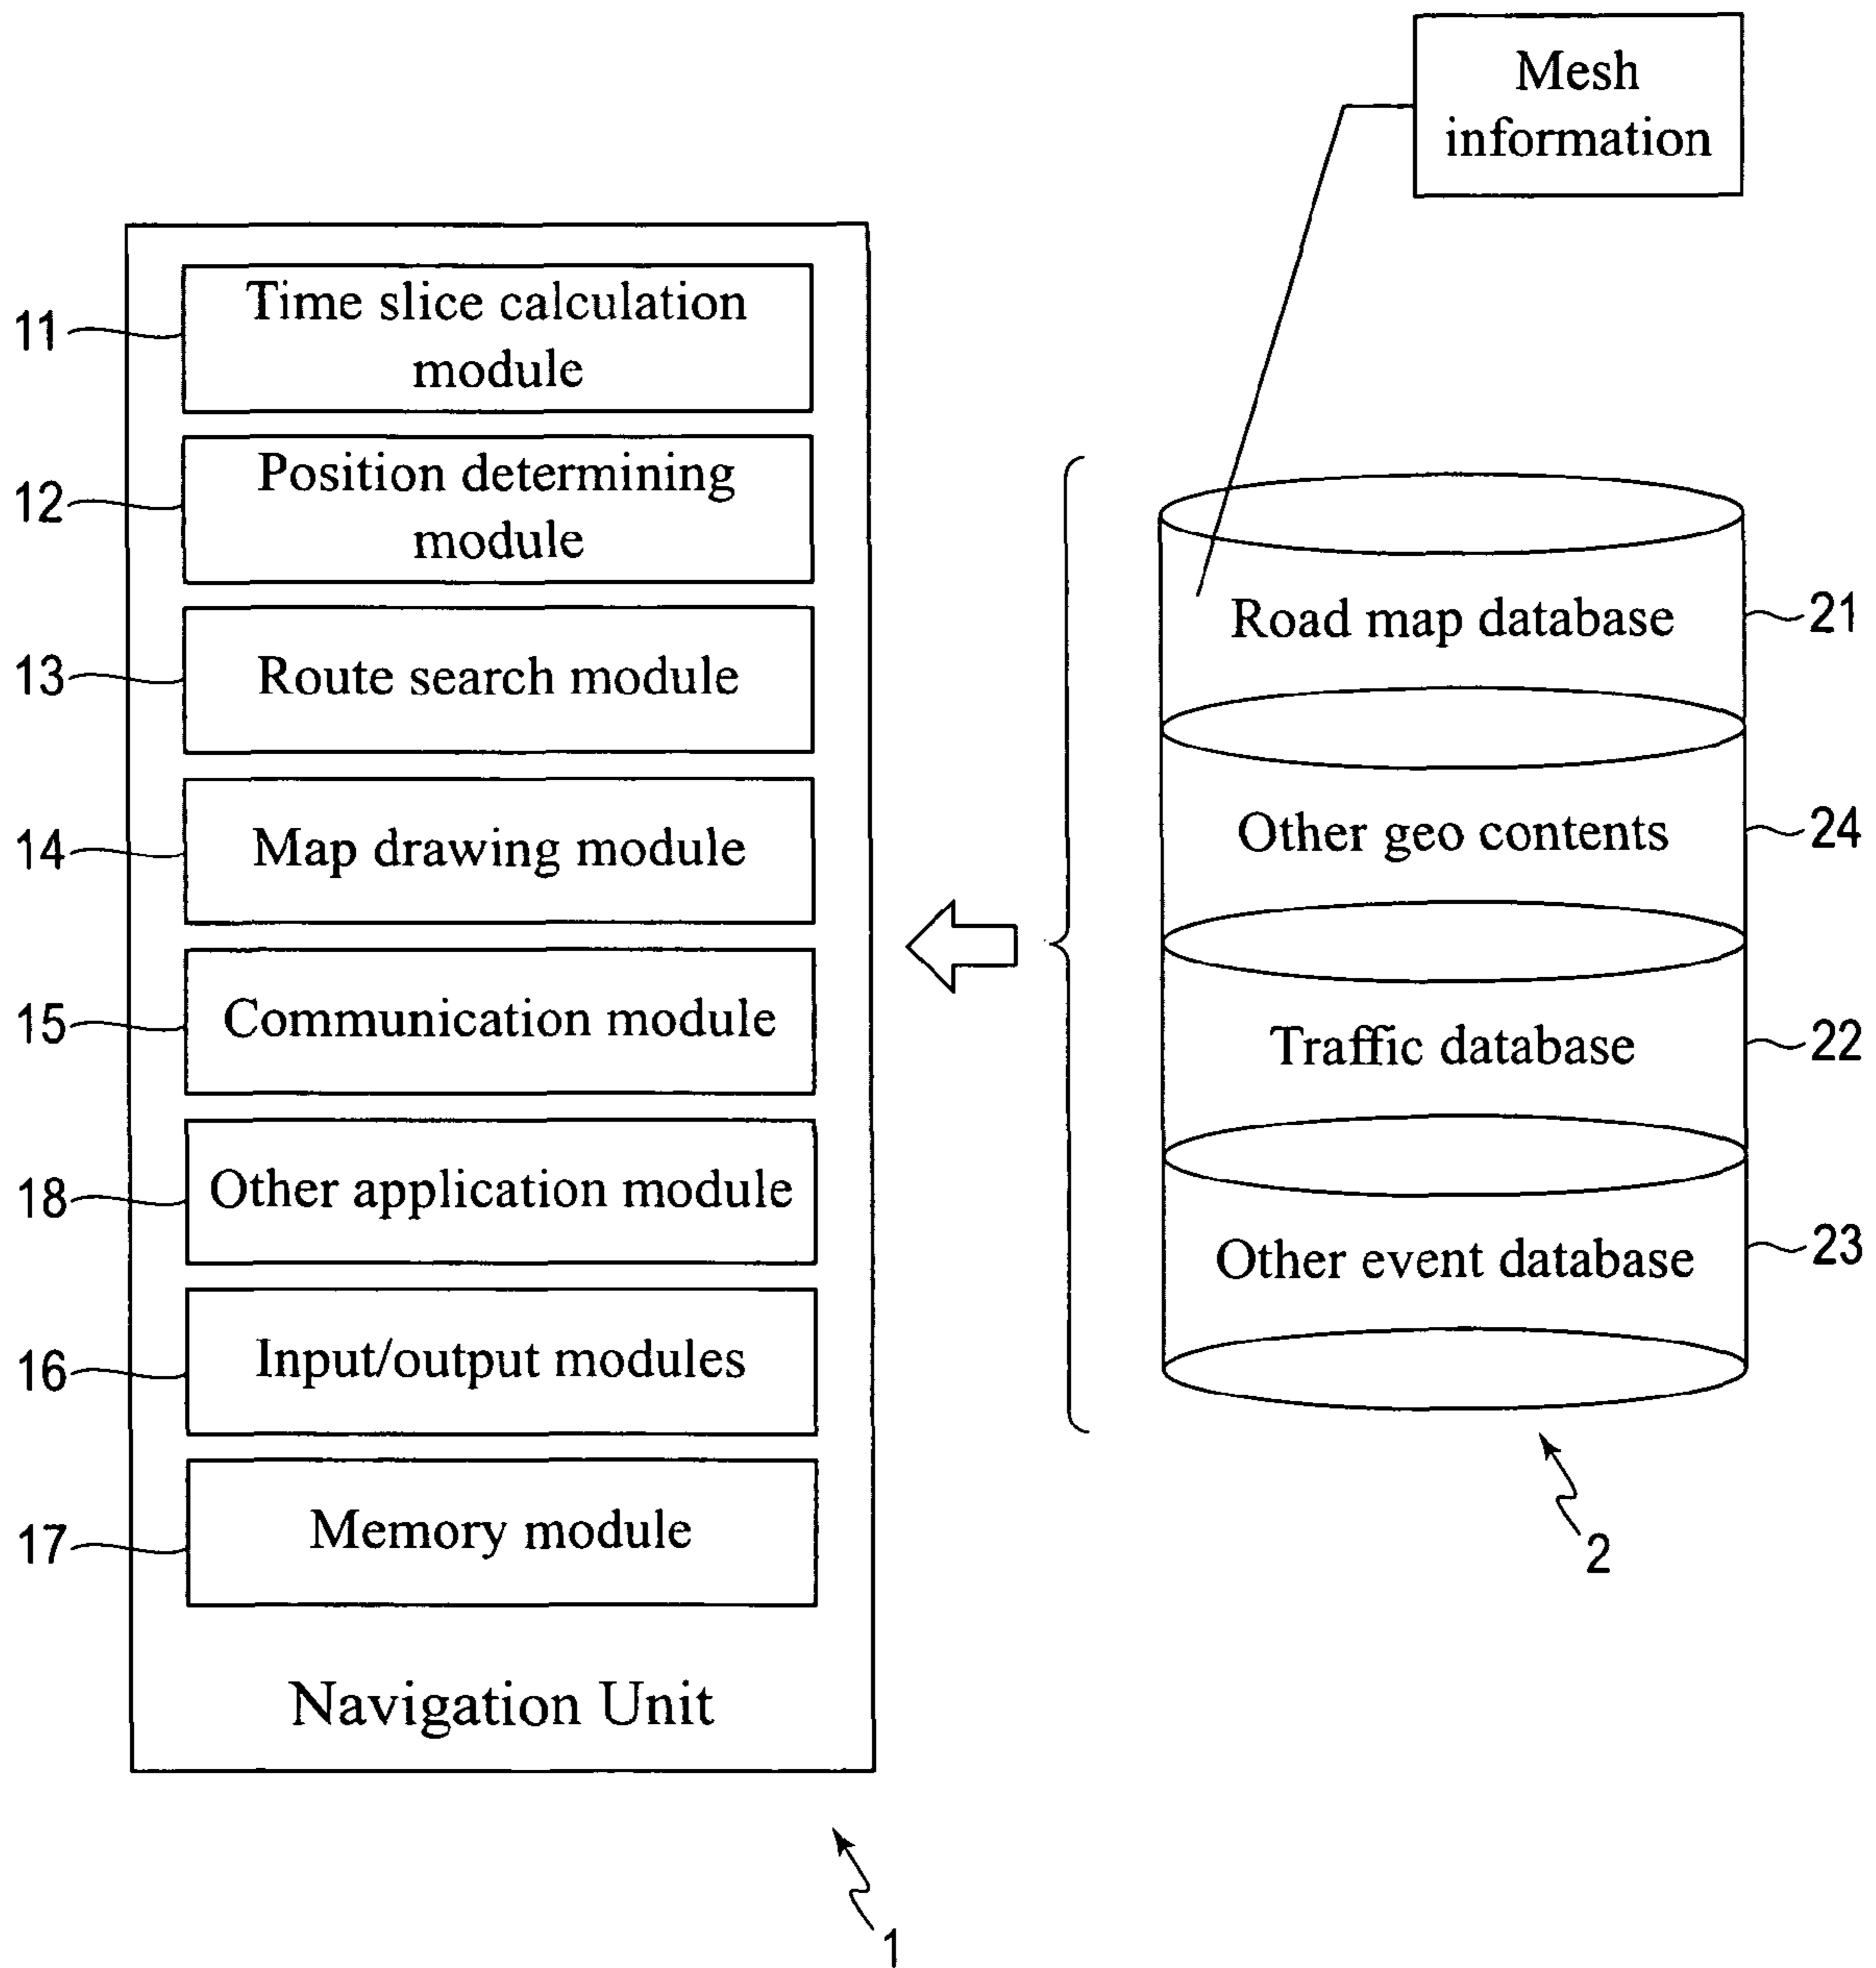 Mesh
information
11
Time slice calculation
module
12
Position determining
module
13
Route search module
14
Map drawing module
15
Communication module
18
Other application module
16
Input/output modules
17
Memory module
Navigation Unit
1
Road map database
21
Other geo contents
24
Traffic database
22
Other event database
23
2